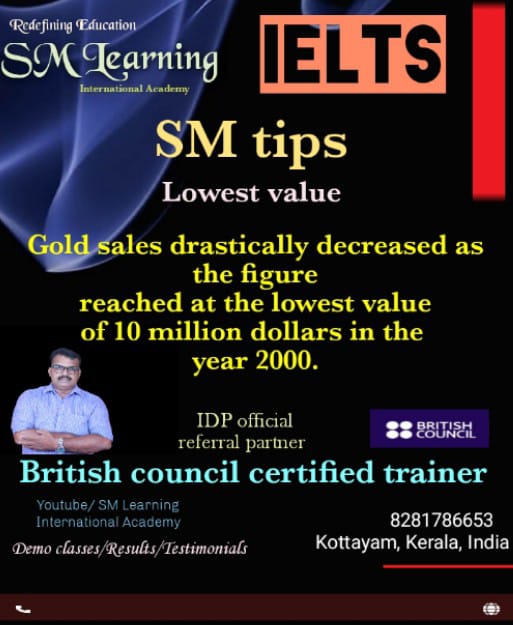 Redefining Education
SM Learning
International Academy
IELTS
SM tips
Lowest value
Gold sales drastically decreased as
the figure
reached at the lowest value
of 10 million dollars in the
year 2000.
IDP official
referral partner
BRITISH
COUNCIL
British council certified trainer
Youtube/ SM Learning
International Academy
Demo classes/Results/Testimonials
8281786653
Kottayam, Kerala, India